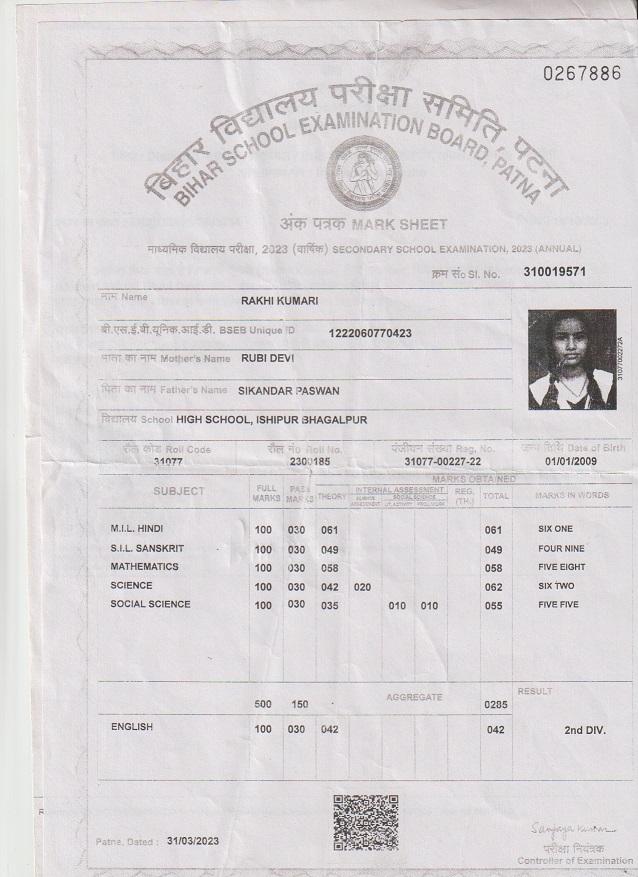 0267886
बिहार विद्यालय परीक्षा समिति, पटना
BIHAR SCHOOL EXAMINATION BOARD, PATNA
अंक पत्रक MARK SHEET
माध्यमिक विद्यालय परीक्षा, 2023 (वार्षिक) SECONDARY SCHOOL EXAMINATION, 2023 (ANNUAL)
क्रम सं० Sl. No. 310019571
नाम Name RAKHI KUMARI
बी.एस.ई.बी.यूनिक.आई.डी. BSEB Unique ID 1222060770423
माता का नाम Mother's Name RUBI DEVI
पिता का नाम Father's Name SIKANDAR PASWAN
31077002272A
विद्यालय School HIGH SCHOOL, ISHIPUR BHAGALPUR
रौल कोड Roll Code रौल नं० Roll No. पंजीयन संख्या Reg. No. जन्म तिथि Date of Birth
31077 2300185 31077-00227-22 01/01/2009
SUBJECT FULL MARKS PASS MARKS THEORY INTERNAL ASSESSMENT REG. (TH.) TOTAL MARKS IN WORDS
MARKS OBTAINED
SOCIAL SCIENCE
M.I.L. HINDI 100 030 061 061 SIX ONE
S.I.L. SANSKRIT 100 030 049 049 FOUR NINE
MATHEMATICS 100 030 058 058 FIVE EIGHT
SCIENCE 100 030 042 020 062 SIX TWO
SOCIAL SCIENCE 100 030 035 010 010 055 FIVE FIVE
500 150 AGGREGATE 0285 RESULT
ENGLISH 100 030 042 042 2nd DIV.
Patna, Dated : 31/03/2023
परीक्षा नियंत्रक
Controller of Examination